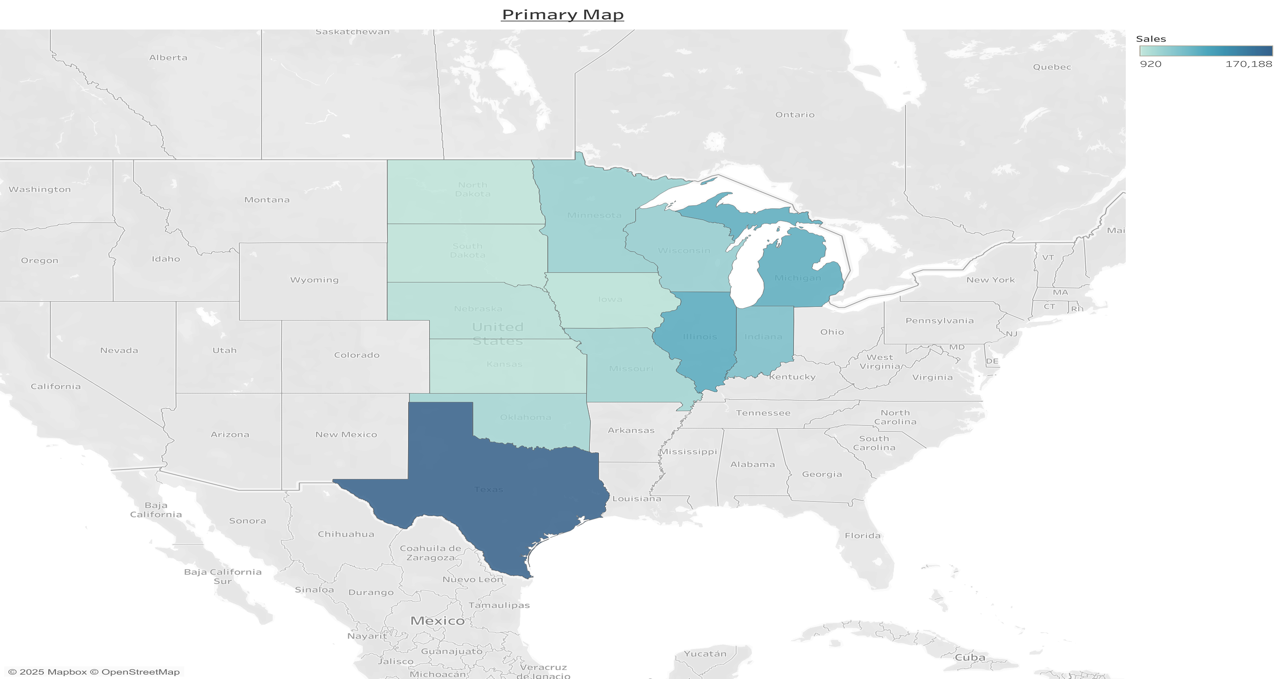 Primary Map
Sales
920
170,188
Saskatchewan
Alberta
Quebec
Ontario
Washington
Montana
North
Dakota
Minnesota
Oregon
Idaho
South
Dakota
Wisconsin
Michigan
Mai
VT
New York
MA
CT
RI
Wyoming
Nebraska
Iowa
United
States
Nevada
Utah
Colorado
Kansas
Missouri
Illinois
Indiana
Ohio
Pennsylvania
NJ
MD
DE
West
Virginia
Virginia
Kentucky
California
Arizona
New Mexico
Oklahoma
Arkansas
Tennessee
North
Carolina
South
Carolina
Mississippi
Alabama
Georgia
Texas
Louisiana
Florida
Baja
California
Sonora
Chihuahua
Coahuila de
Zaragoza
Baja California
Sur
Sinaloa
Durango
Nuevo León
Tamaulipas
Mexico
Nayarit
Guanajuato
Jalisco
Michoacán
Veracruz
de Ignacio
Yucatán
Cuba
© 2025 Mapbox © OpenStreetMap